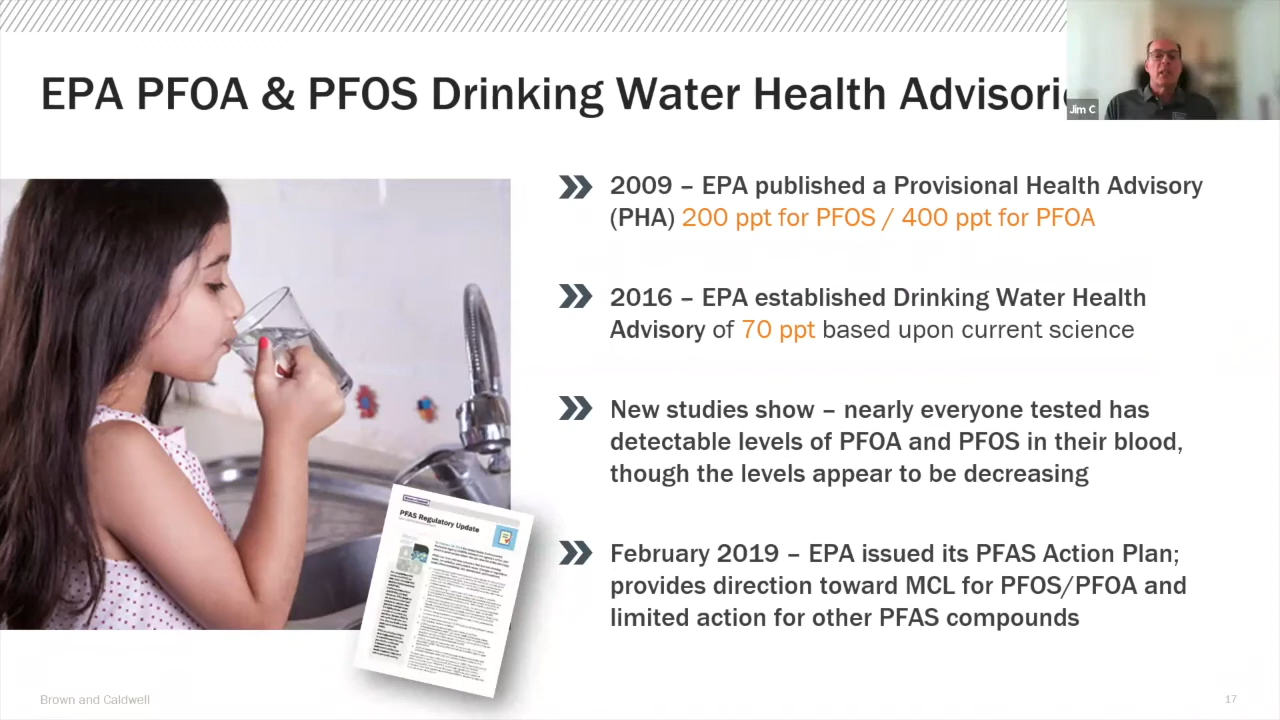 EPA PFOA & PFOS Drinking Water Health Advisori
Jim C
2009 – EPA published a Provisional Health Advisory
(PHA) 200 ppt for PFOS / 400 ppt for PFOA
2016 – EPA established Drinking Water Health
Advisory of 70 ppt based upon current science
New studies show – nearly everyone tested has
detectable levels of PFOA and PFOS in their blood,
though the levels appear to be decreasing
February 2019 – EPA issued its PFAS Action Plan;
provides direction toward MCL for PFOS/PFOA and
limited action for other PFAS compounds
PFAS Regulatory Update
Brown and Caldwell
17